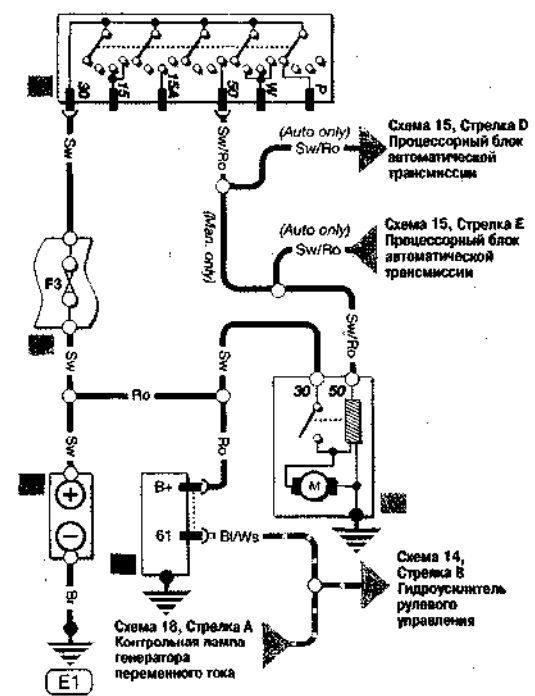 30
15
15A
50
W
P
Sw
Sw/Ro
(Auto only)
Sw/Ro
Схема 15, Стрелка D
Процессорный блок
автоматической
трансмиссии
(Man. only)
(Auto only)
Sw/Ro
Схема 15, Стрелка E
Процессорный блок
автоматической
трансмиссии
F3
Sw
Sw
Sw/Ro
Ro
30
50
Sw
Ro
B+
M
+
−
61
Bl/Ws
Br
Схема 14,
Стрелка B
Гидроусилитель
рулевого
управления
Схема 18, Стрелка A
Контрольная лампа
генератора
переменного тока
E1